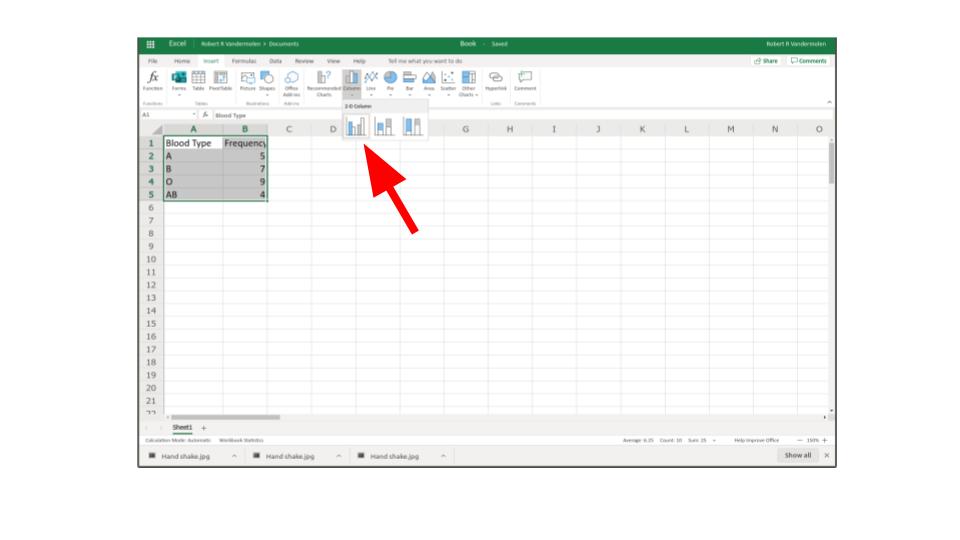 Excel Robert R Vandermolen > Documents Book - Saved Robert R Vandermolen
File Home Insert Formulas Data Review View Help Tell me what you want to do Share Comments
fx
Function Forms Table PivotTable Picture Shapes Office Add-ins Recommended Charts Column Line Pie Bar Area Scatter Other Charts Hyperlink Comment
Functions Tables Illustrations Add-ins Links Comments
2-D Column
A1 fx Blood Type
A B C D G H I J K L M N O
1 Blood Type Frequency
2 A 5
3 B 7
4 O 9
5 AB 4
6
7
8
9
10
11
12
13
14
15
16
17
18
19
20
21
22
Sheet1 +
Calculation Mode: Automatic Workbook Statistics Average: 6.25 Count: 10 Sum: 25 Help Improve Office — 150% +
Hand shake.jpg Hand shake.jpg Hand shake.jpg Show all ×